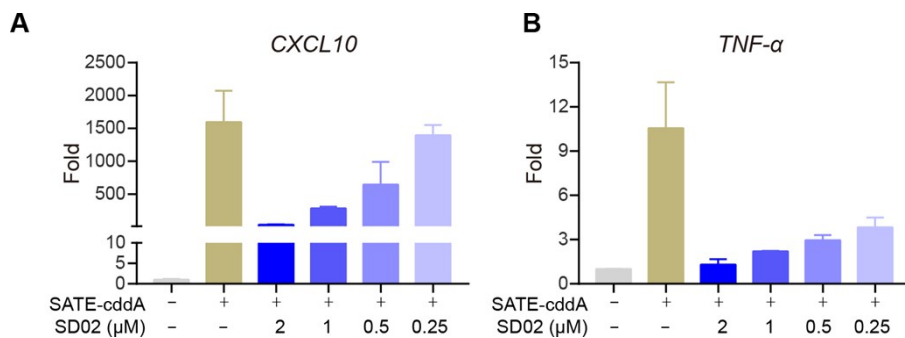 A
CXCL10
Fold
2500
2000
1500
1000
500
10
5
0
SATE-cddA – + + + + +
SD02 (μM) – – 2 1 0.5 0.25
B
TNF-α
Fold
15
12
9
6
3
0
SATE-cddA – + + + + +
SD02 (μM) – – 2 1 0.5 0.25